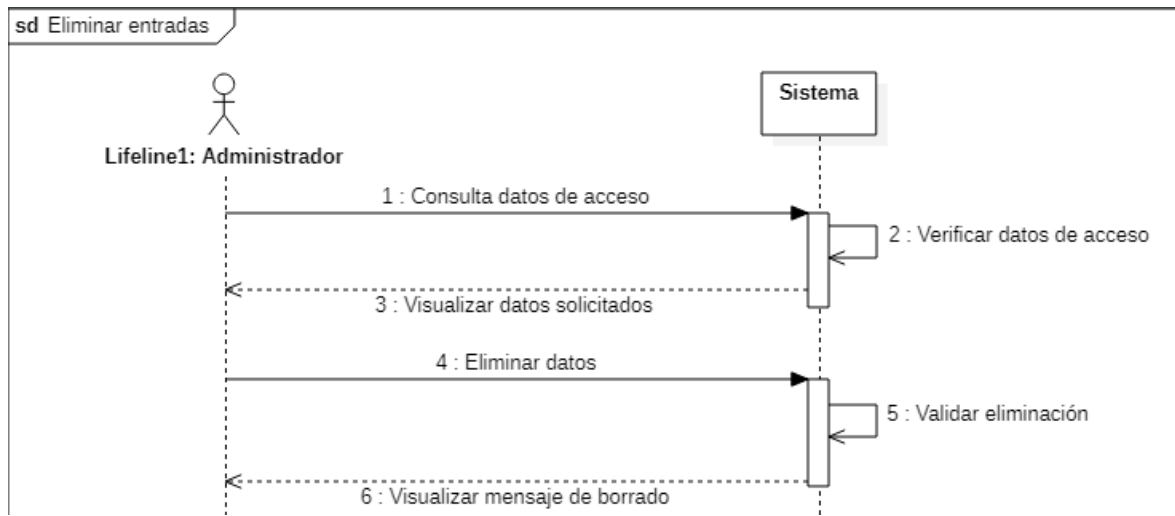 sd Eliminar entradas
Sistema
Lifeline1: Administrador
1 : Consulta datos de acceso
2 : Verificar datos de acceso
3 : Visualizar datos solicitados
4 : Eliminar datos
5 : Validar eliminación
6 : Visualizar mensaje de borrado